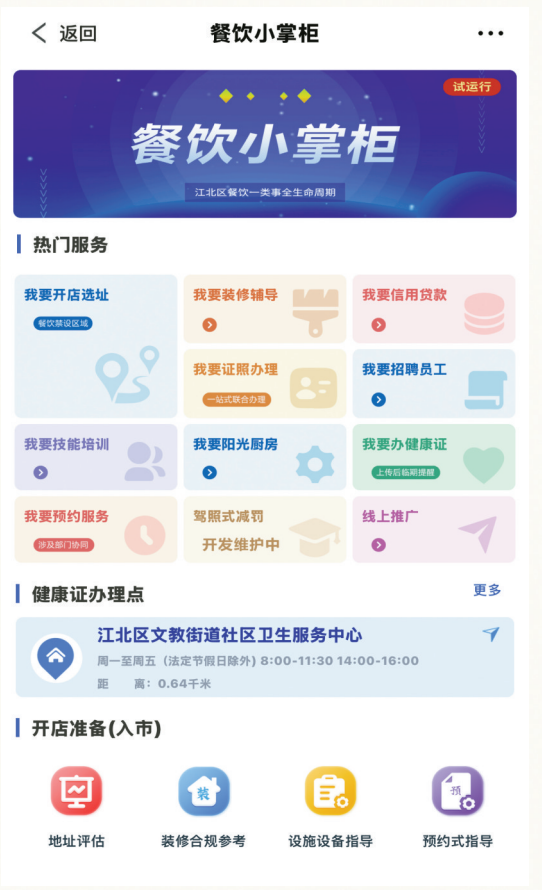 返回
餐饮小掌柜
试运行
餐饮小掌柜
江北区餐饮一类事全生命周期
热门服务
我要开店选址
餐饮禁设区域
我要装修辅导
我要信用贷款
我要证照办理
一站式联合办理
我要招聘员工
我要技能培训
我要阳光厨房
我要办健康证
上传后临期提醒
我要预约服务
涉及部门协同
驾照式减罚
开发维护中
线上推广
健康证办理点
更多
江北区文教街道社区卫生服务中心
周一至周五（法定节假日除外) 8:00-11:30 14:00-16:00
距 离: 0.64千米
开店准备(入市)
装
预
地址评估
装修合规参考
设施设备指导
预约式指导